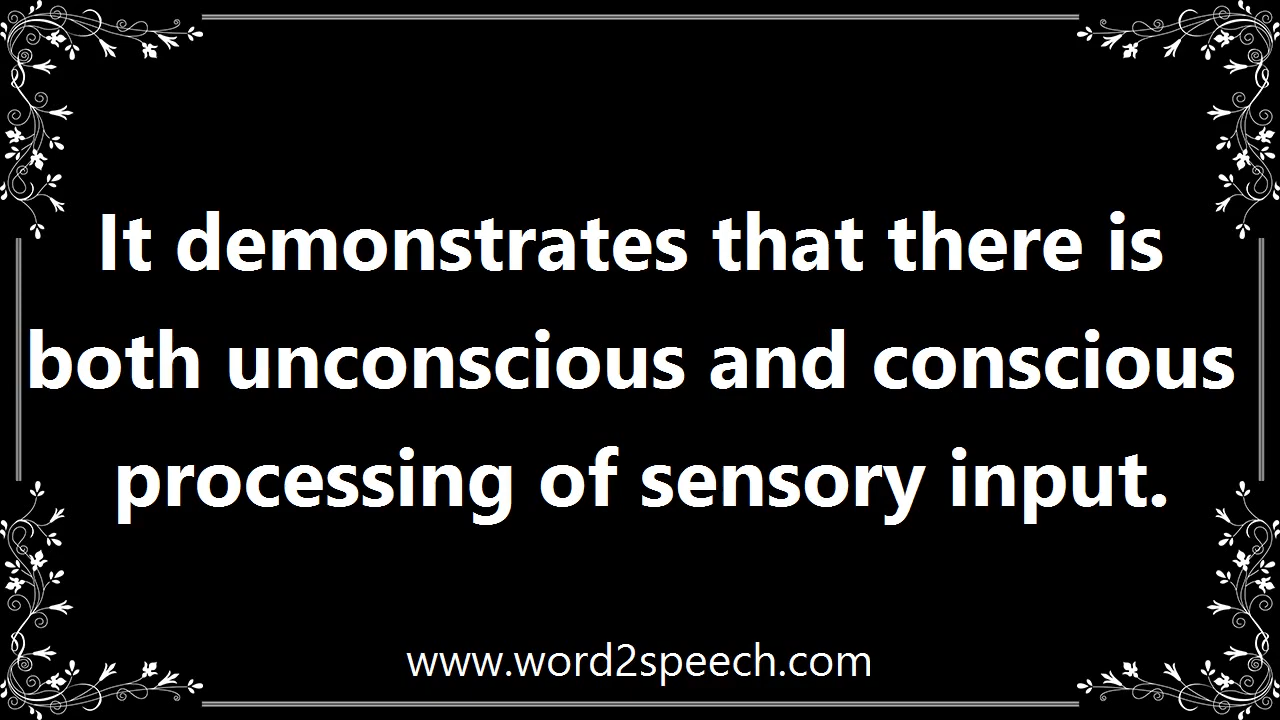 It demonstrates that there is
both unconscious and conscious
processing of sensory input.
www.word2speech.com